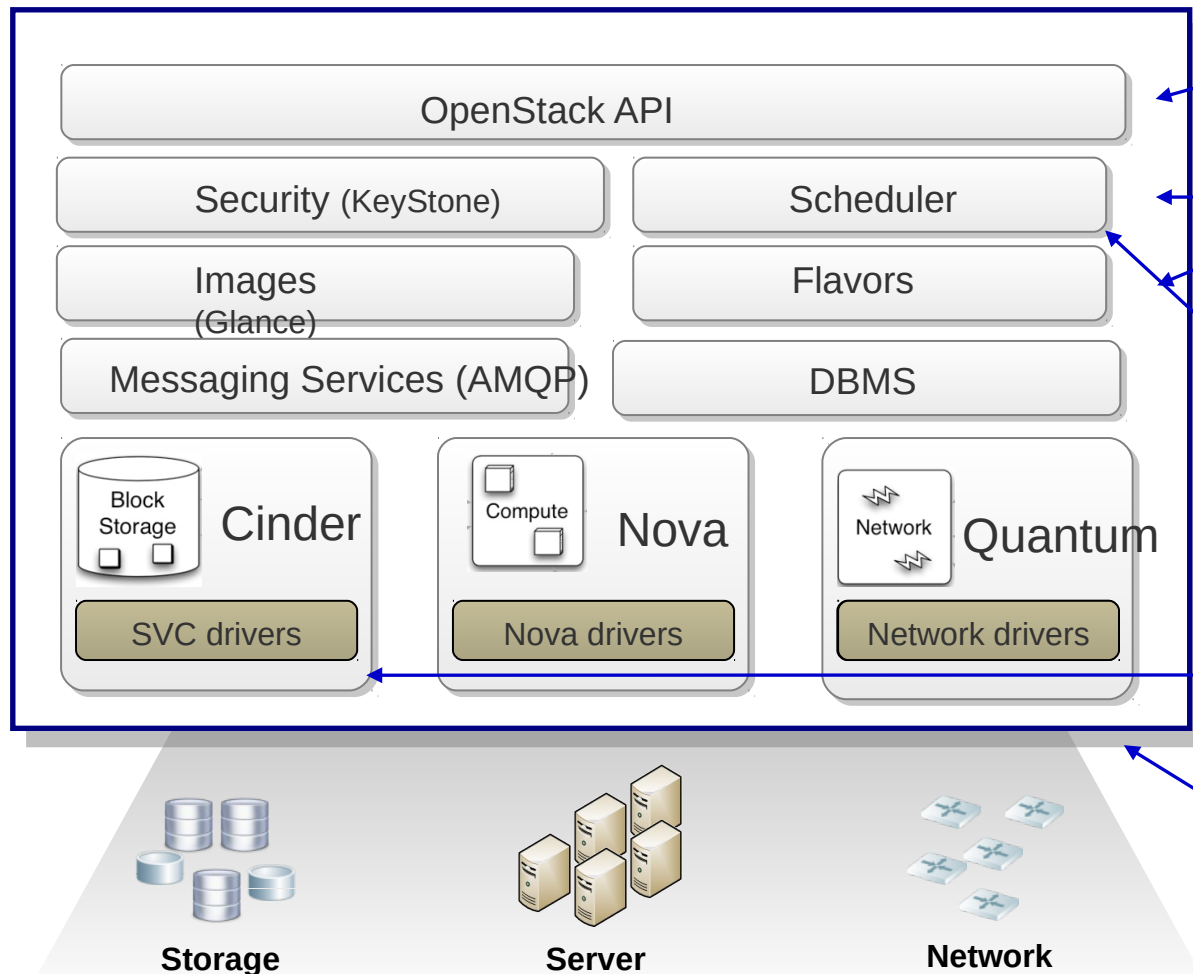 OpenStack API
Security (KeyStone)
Scheduler
Images
(Glance)
Flavors
Messaging Services (AMQP)
DBMS
Block
Storage
Cinder
Compute
Nova
Network
Quantum
SVC drivers
Nova drivers
Network drivers
Storage
Server
Network